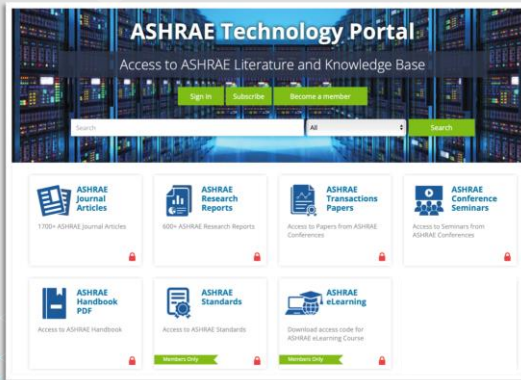 ASHRAE Technology Portal
Access to ASHRAE Literature and Knowledge Base
Sign In Subscribe Become a member
Search All Search
ASHRAE
Journal
Articles
1700+ ASHRAE Journal Articles
ASHRAE
Research
Reports
600+ ASHRAE Research Reports
ASHRAE
Transactions
Papers
Access to Papers from ASHRAE
Conferences
ASHRAE
Conference
Seminars
Access to Seminars from
ASHRAE Conferences
ASHRAE
Handbook
PDF
Access to ASHRAE Handbook
ASHRAE
Standards
Access to ASHRAE Standards
Members Only
ASHRAE
eLearning
Download access code for
ASHRAE eLearning Course
Members Only